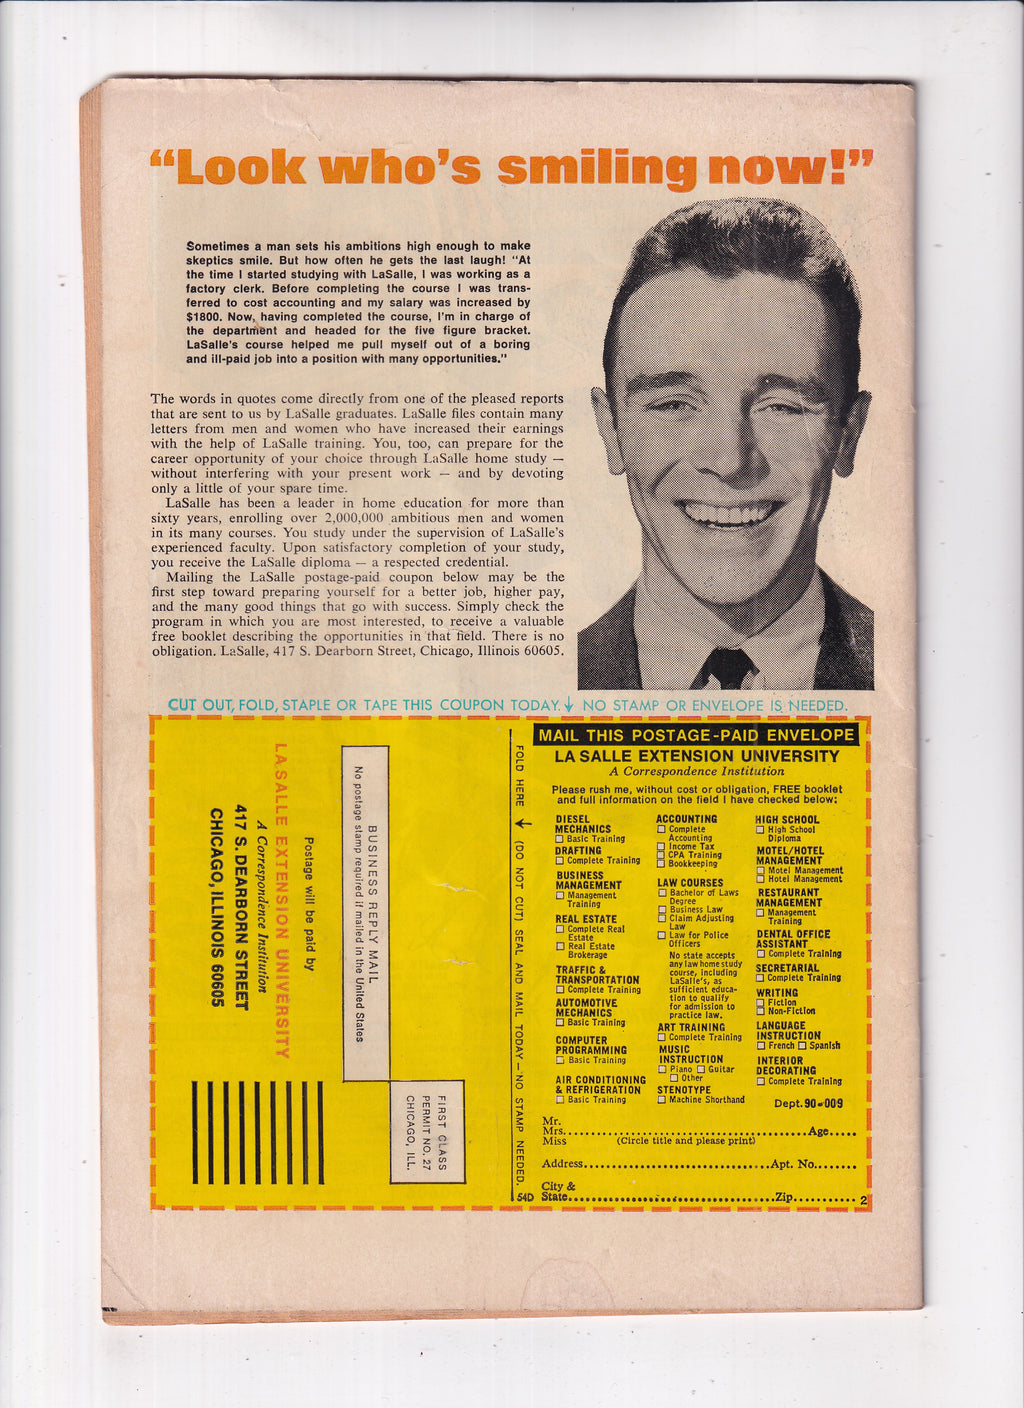 “Look who’s smiling now!”
Sometimes a man sets his ambitions high enough to make
skeptics smile. But how often he gets the last laugh! “At
the time I started studying with LaSalle, I was working as a
factory clerk. Before completing the course I was trans-
ferred to cost accounting and my salary was increased by
$1800. Now, having completed the course, I’m in charge of
the department and headed for the five figure bracket.
LaSalle’s course helped me pull myself out of a boring
and ill-paid job into a position with many opportunities.”
The words in quotes come directly from one of the pleased reports
that are sent to us by LaSalle graduates. LaSalle files contain many
letters from men and women who have increased their earnings
with the help of LaSalle training. You, too, can prepare for the
career opportunity of your choice through LaSalle home study —
without interfering with your present work — and by devoting
only a little of your spare time.
LaSalle has been a leader in home education for more than
sixty years, enrolling over 2,000,000 ambitious men and women
in its many courses. You study under the supervision of LaSalle’s
experienced faculty. Upon satisfactory completion of your study,
you receive the LaSalle diploma — a respected credential.
Mailing the LaSalle postage-paid coupon below may be the
first step toward preparing yourself for a better job, higher pay,
and the many good things that go with success. Simply check the
program in which you are most interested, to receive a valuable
free booklet describing the opportunities in that field. There is no
obligation. LaSalle, 417 S. Dearborn Street, Chicago, Illinois 60605.
CUT OUT, FOLD, STAPLE OR TAPE THIS COUPON TODAY. ↓ NO STAMP OR ENVELOPE IS NEEDED.
FIRST CLASS
PERMIT NO. 27
CHICAGO, ILL.
BUSINESS REPLY MAIL
No postage stamp required if mailed in the United States
Postage will be paid by
LA SALLE EXTENSION UNIVERSITY
A Correspondence Institution
417 S. DEARBORN STREET
CHICAGO, ILLINOIS 60605
FOLD HERE ← (DO NOT CUT) SEAL AND MAIL TODAY — NO STAMP NEEDED.
54D
MAIL THIS POSTAGE-PAID ENVELOPE
LA SALLE EXTENSION UNIVERSITY
A Correspondence Institution
Please rush me, without cost or obligation, FREE booklet
and full information on the field I have checked below:
DIESEL
MECHANICS
☐ Basic Training
DRAFTING
☐ Complete Training
BUSINESS
MANAGEMENT
☐ Management
Training
REAL ESTATE
☐ Complete Real
Estate
☐ Real Estate
Brokerage
TRAFFIC &
TRANSPORTATION
☐ Complete Training
AUTOMOTIVE
MECHANICS
☐ Basic Training
COMPUTER
PROGRAMMING
☐ Basic Training
AIR CONDITIONING
& REFRIGERATION
☐ Basic Training
ACCOUNTING
☐ Complete
Accounting
☐ Income Tax
☐ CPA Training
☐ Bookkeeping
LAW COURSES
☐ Bachelor of Laws
Degree
☐ Business Law
☐ Claim Adjusting
Law
☐ Law for Police
Officers
No state accepts
any law home study
course, including
LaSalle’s, as
sufficient educa-
tion to qualify
for admission to
practice law.
ART TRAINING
☐ Complete Training
MUSIC
INSTRUCTION
☐ Piano ☐ Guitar
☐ Other
STENOTYPE
☐ Machine Shorthand
HIGH SCHOOL
☐ High School
Diploma
MOTEL/HOTEL
MANAGEMENT
☐ Motel Management
☐ Hotel Management
RESTAURANT
MANAGEMENT
☐ Management
Training
DENTAL OFFICE
ASSISTANT
☐ Complete Training
SECRETARIAL
☐ Complete Training
WRITING
☐ Fiction
☐ Non-Fiction
LANGUAGE
INSTRUCTION
☐ French ☐ Spanish
INTERIOR
DECORATING
☐ Complete Training
Dept. 90-009
Mr.
Mrs. Age
Miss (Circle title and please print)
Address Apt. No.
City &
State Zip 2